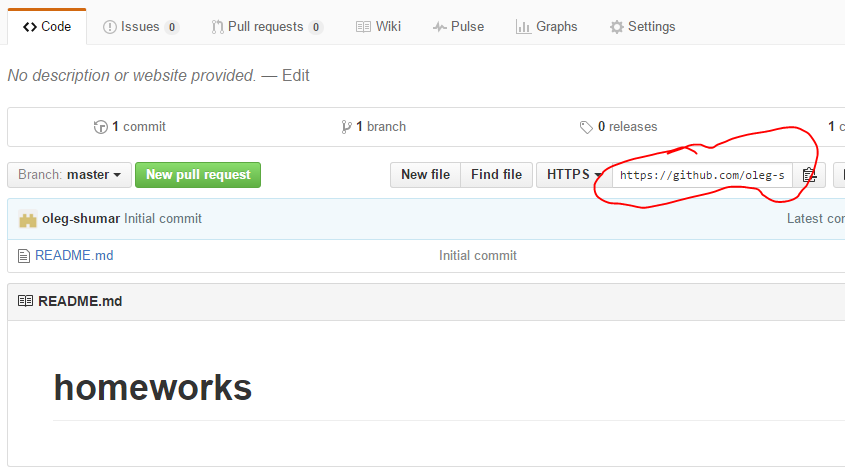 Code Issues 0 Pull requests 0 Wiki Pulse Graphs Settings
No description or website provided. — Edit
1 commit 1 branch 0 releases 1 c
Branch: master New pull request New file Find file HTTPS https://github.com/oleg-s
oleg-shumar Initial commit Latest cor
README.md Initial commit
README.md
homeworks